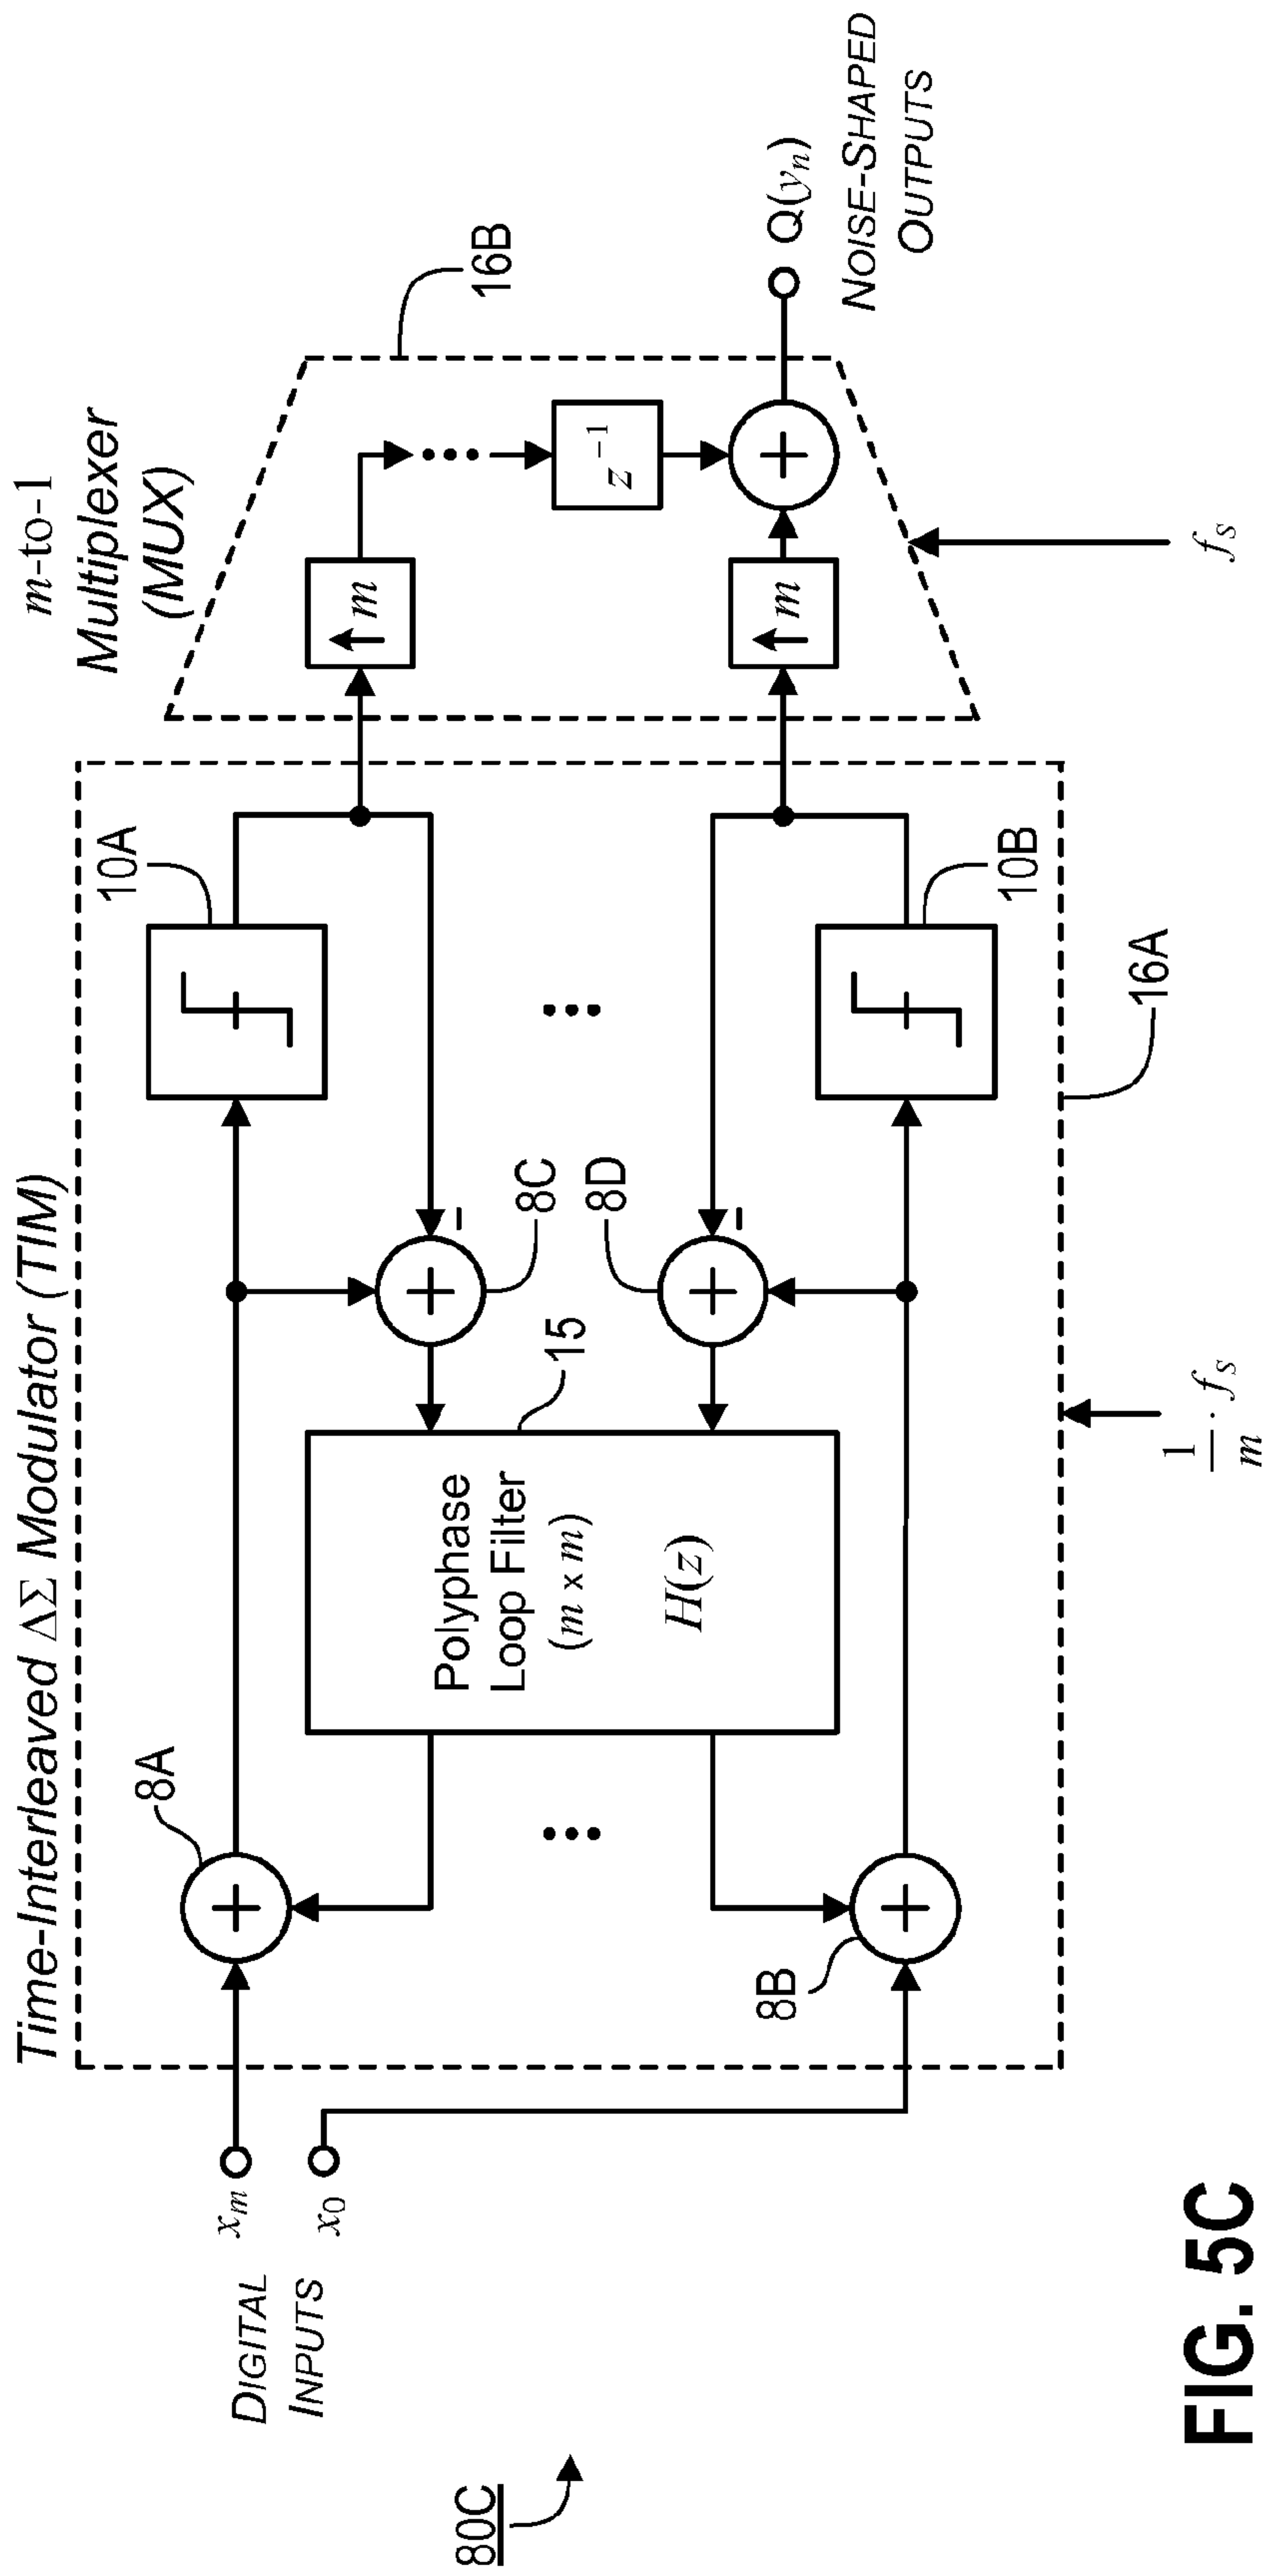 Time-Interleaved ΔΣ Modulator (TIM)
m-to-1
Multiplexer
(MUX)
10A
8A
16B
DIGITAL
INPUTS
xm
x0
Polyphase
Loop Filter
(m x m)
H(z)
15
8C
8D
↑m
z−1
↑m
Q(yn)
NOISE-SHAPED
OUTPUTS
8B
10B
16A
1/m · fs
fs
80C
FIG. 5C